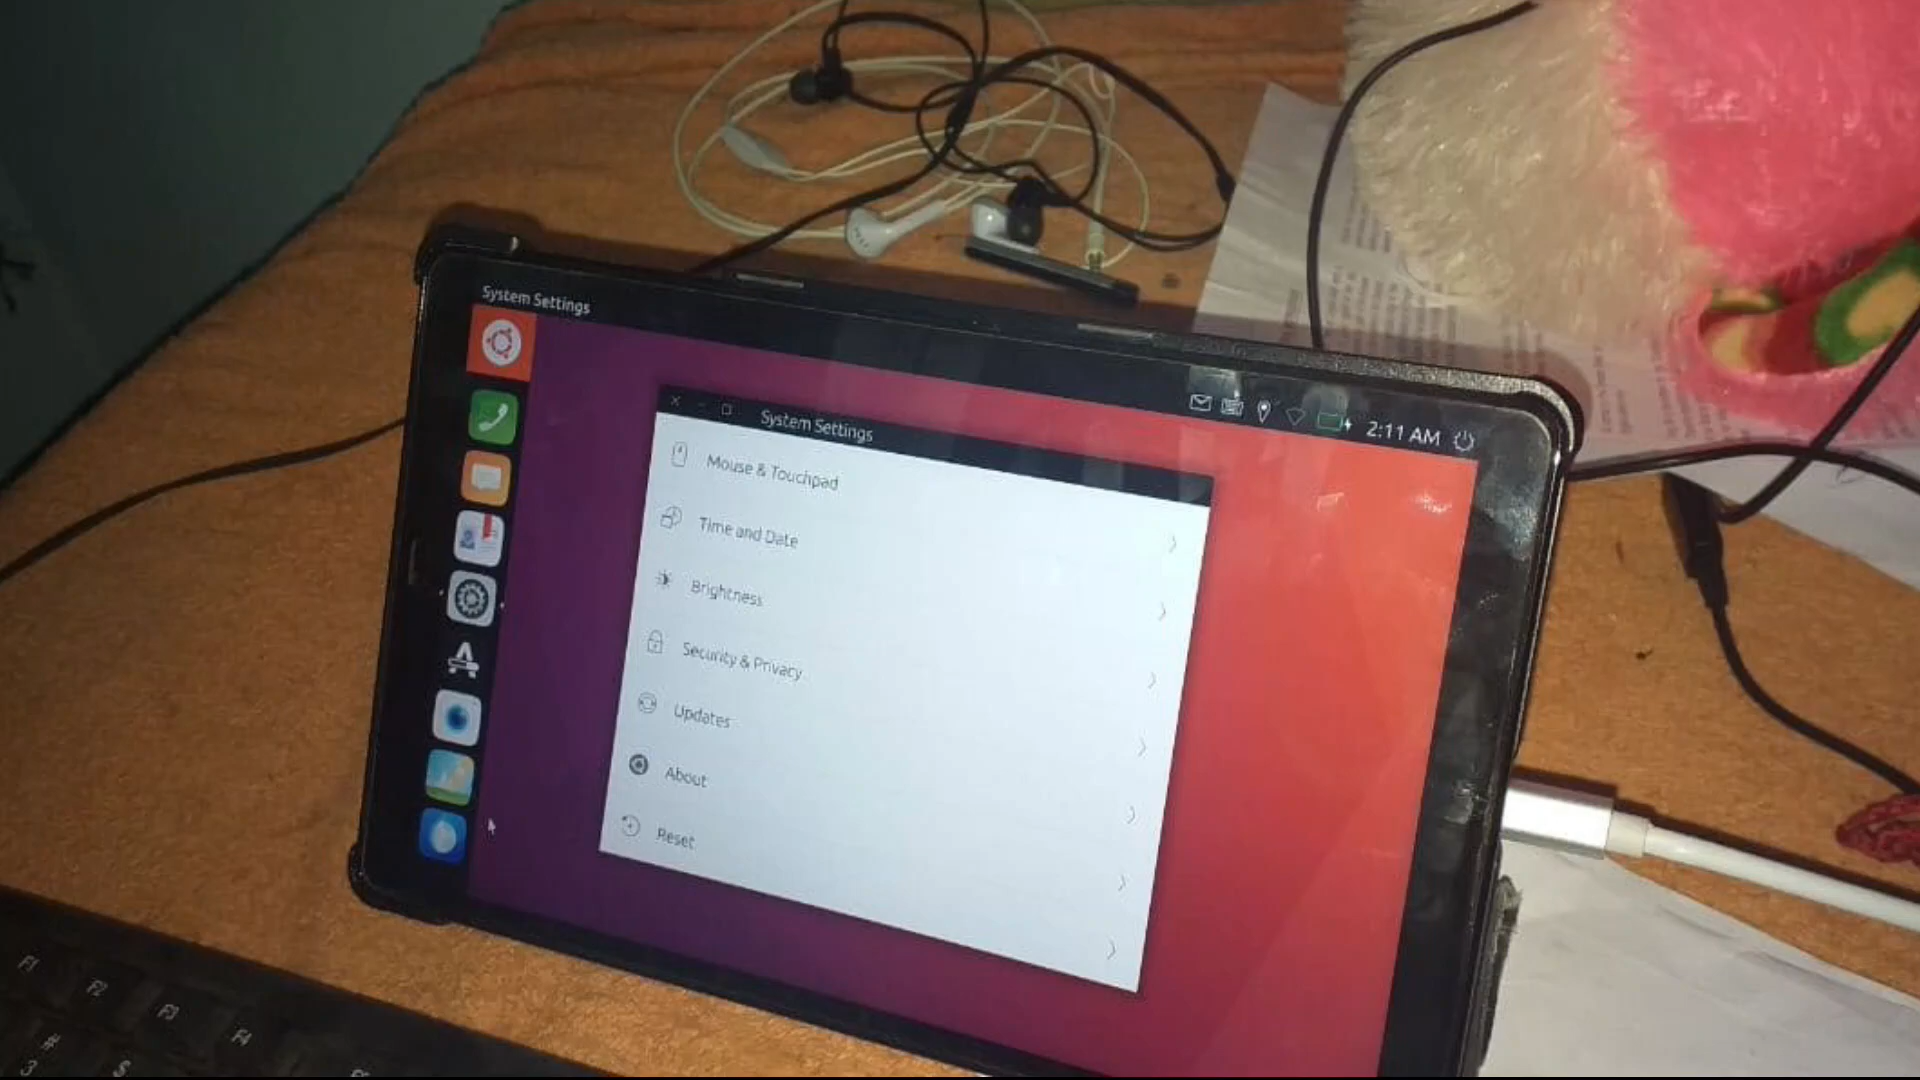 System Settings
2:11 AM
System Settings
Mouse & Touchpad
Time and Date
Brightness
Security & Privacy
Updates
About
Reset
F1
F2
F3
F4
#
3
$